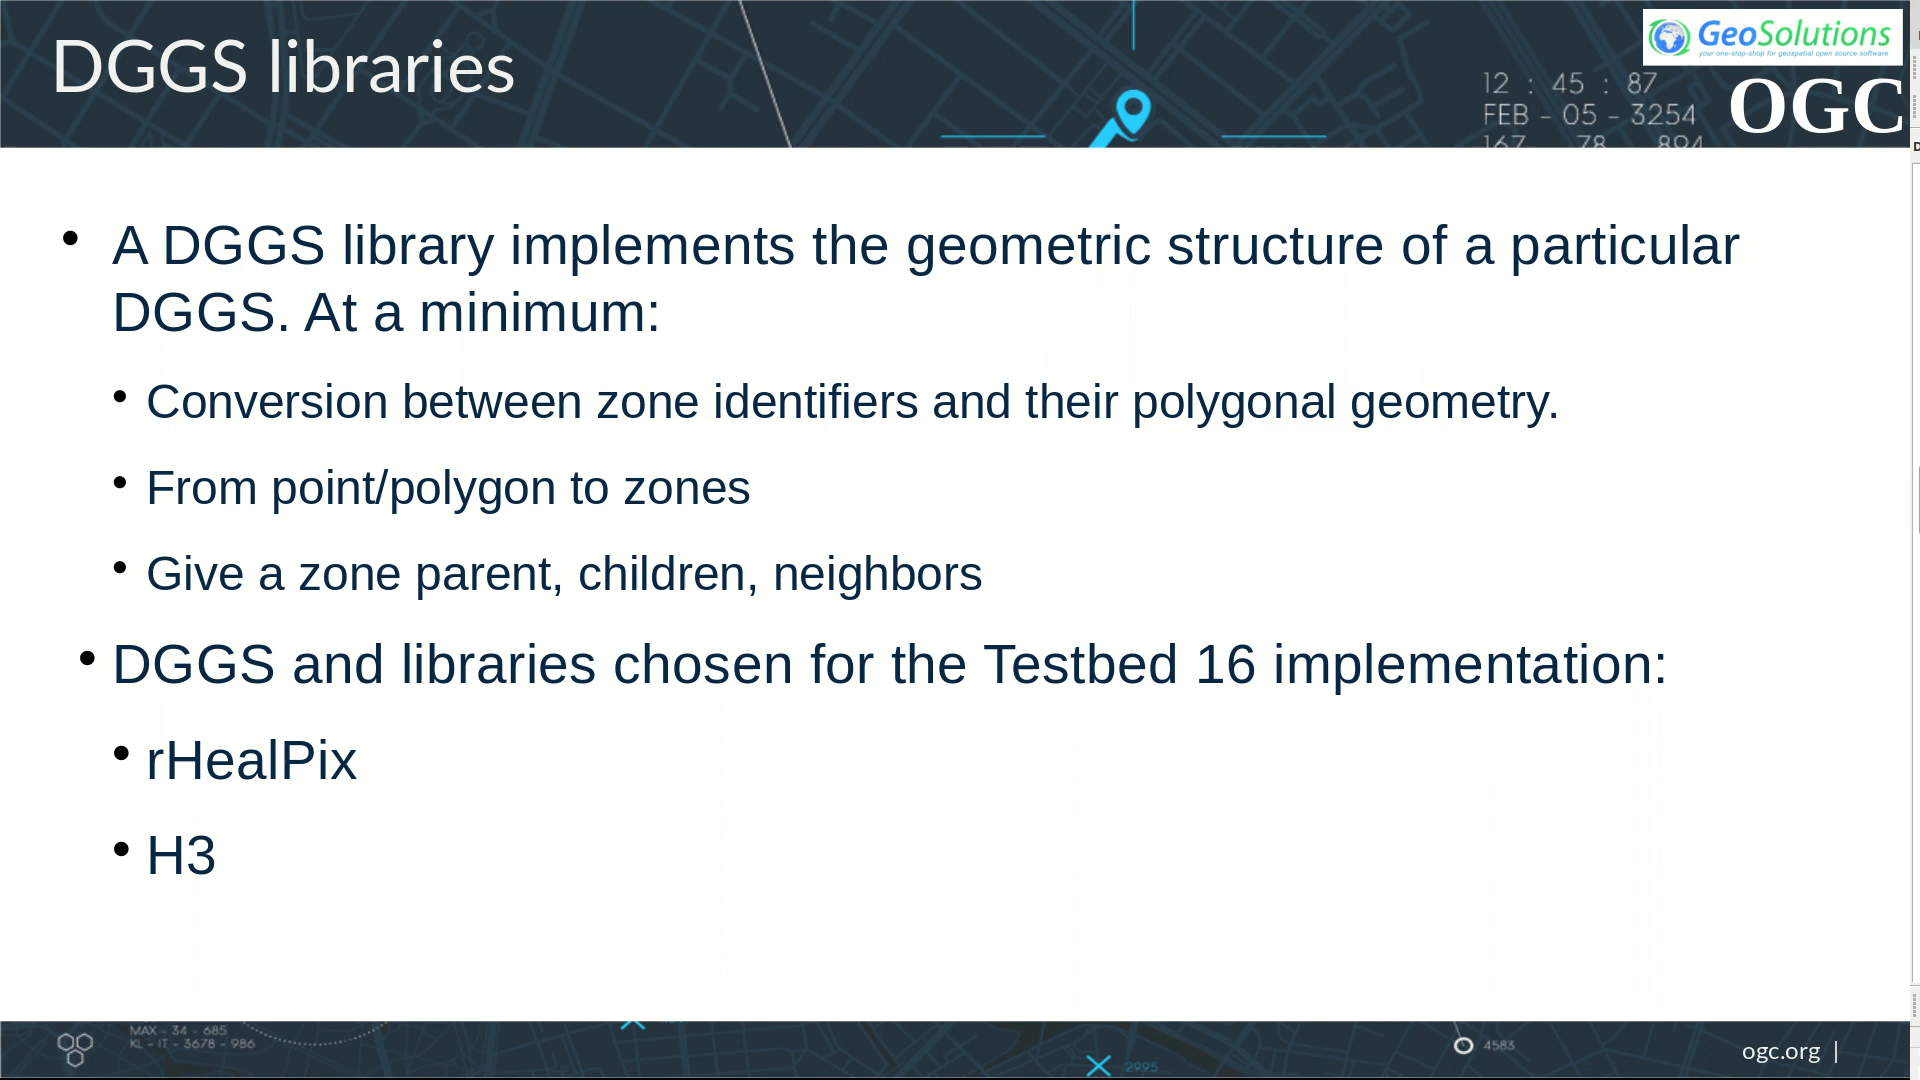 DGGS libraries
GeoSolutions
your one-stop-shop for geospatial open source software
12 : 45 : 87
FEB - 05 - 3254
167 78 894
OGC
• A DGGS library implements the geometric structure of a particular
DGGS. At a minimum:
• Conversion between zone identifiers and their polygonal geometry.
• From point/polygon to zones
• Give a zone parent, children, neighbors
• DGGS and libraries chosen for the Testbed 16 implementation:
• rHealPix
• H3
MAX - 34 - 685
KL - IT - 3678 - 986
2995
4583
ogc.org |